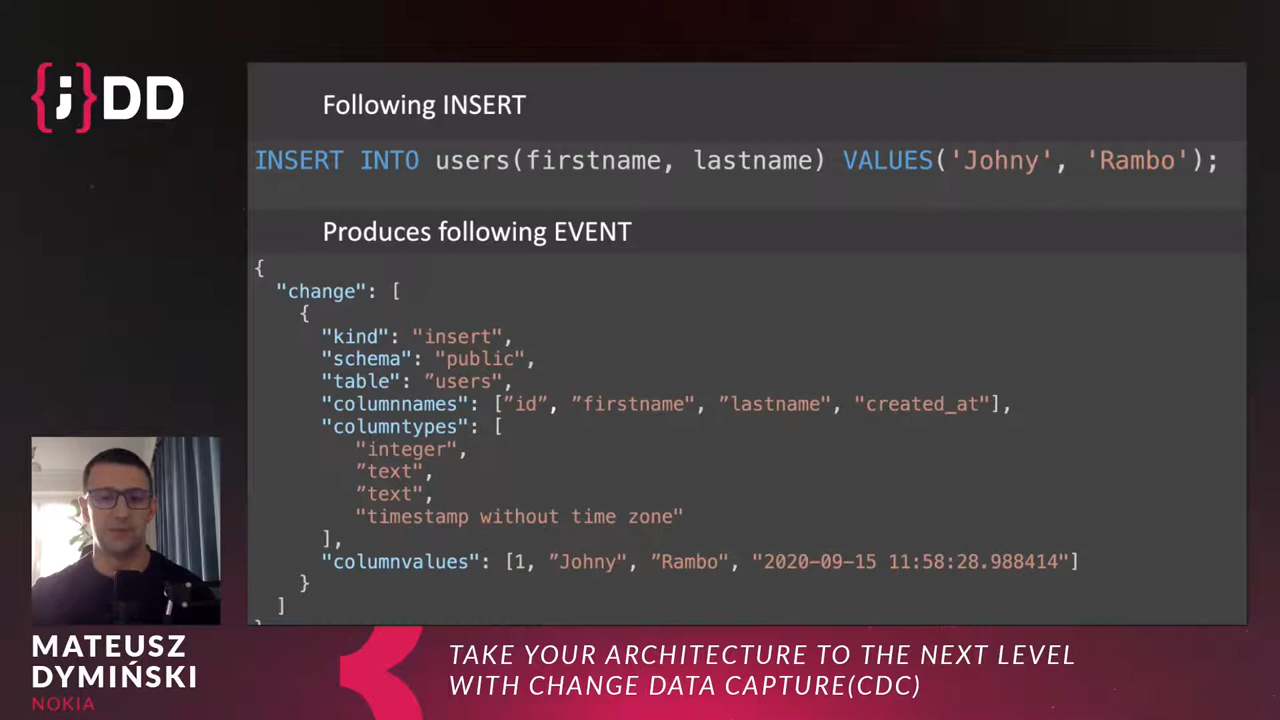 {;}DD
Following INSERT
INSERT INTO users(firstname, lastname) VALUES('Johny', 'Rambo');
Produces following EVENT
{
"change": [
{
"kind": "insert",
"schema": "public",
"table": ”users",
"columnnames": [”id”, ”firstname", ”lastname", "created_at"],
"columntypes": [
"integer",
”text",
”text",
"timestamp without time zone"
],
"columnvalues": [1, ”Johny", ”Rambo", "2020-09-15 11:58:28.988414"]
}
]
}
MATEUSZ
DYMIŃSKI
NOKIA
TAKE YOUR ARCHITECTURE TO THE NEXT LEVEL
WITH CHANGE DATA CAPTURE(CDC)